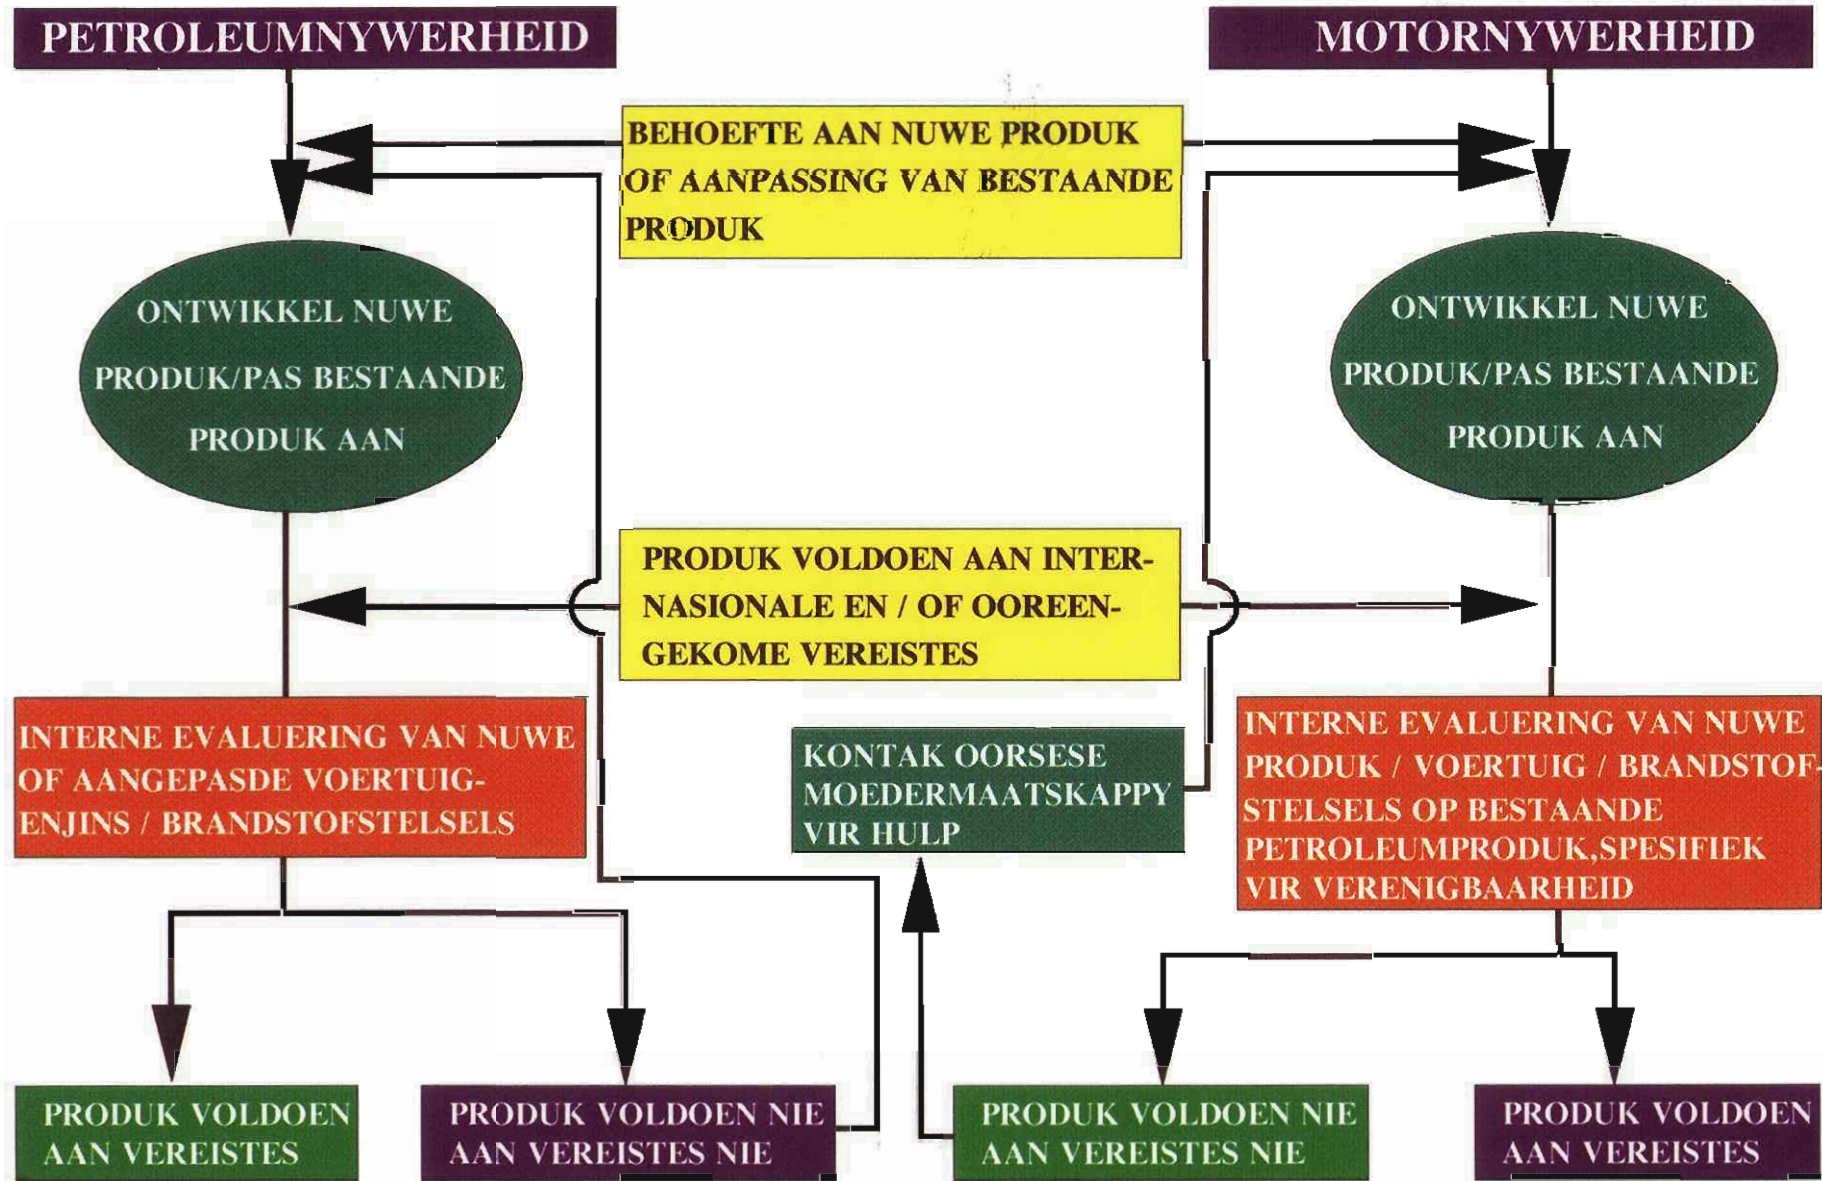 PETROLEUMNYWERHEID
MOTORNYWERHEID
BEHOEFTE AAN NUWE PRODUK
OF AANPASSING VAN BESTAANDE
PRODUK
ONTWIKKEL NUWE
PRODUK/PAS BESTAANDE
PRODUK AAN
ONTWIKKEL NUWE
PRODUK/PAS BESTAANDE
PRODUK AAN
PRODUK VOLDOEN AAN INTER-
NASIONALE EN / OF OOREEN-
GEKOME VEREISTES
INTERNE EVALUERING VAN NUWE
OF AANGEPASDE VOERTUIG-
ENJINS / BRANDSTOFSTELSELS
KONTAK OORSESE
MOEDERMAATSKAPPY
VIR HULP
INTERNE EVALUERING VAN NUWE
PRODUK / VOERTUIG / BRANDSTOF-
STELSELS OP BESTAANDE
PETROLEUMPRODUK,SPESIFIEK
VIR VERENIGBAARHEID
PRODUK VOLDOEN
AAN VEREISTES
PRODUK VOLDOEN NIE
AAN VEREISTES NIE
PRODUK VOLDOEN NIE
AAN VEREISTES NIE
PRODUK VOLDOEN
AAN VEREISTES